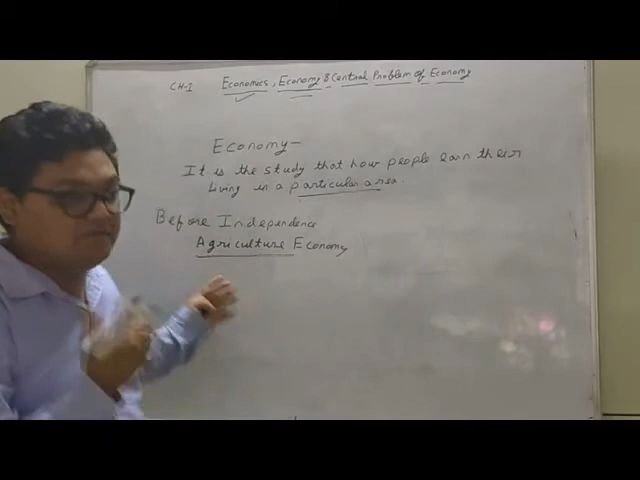 CH-I Economics, Economy & Central Problem of Economy
Economy-
It is the study that how people earn their
living in a particular area.
Before Independence
Agriculture Economy